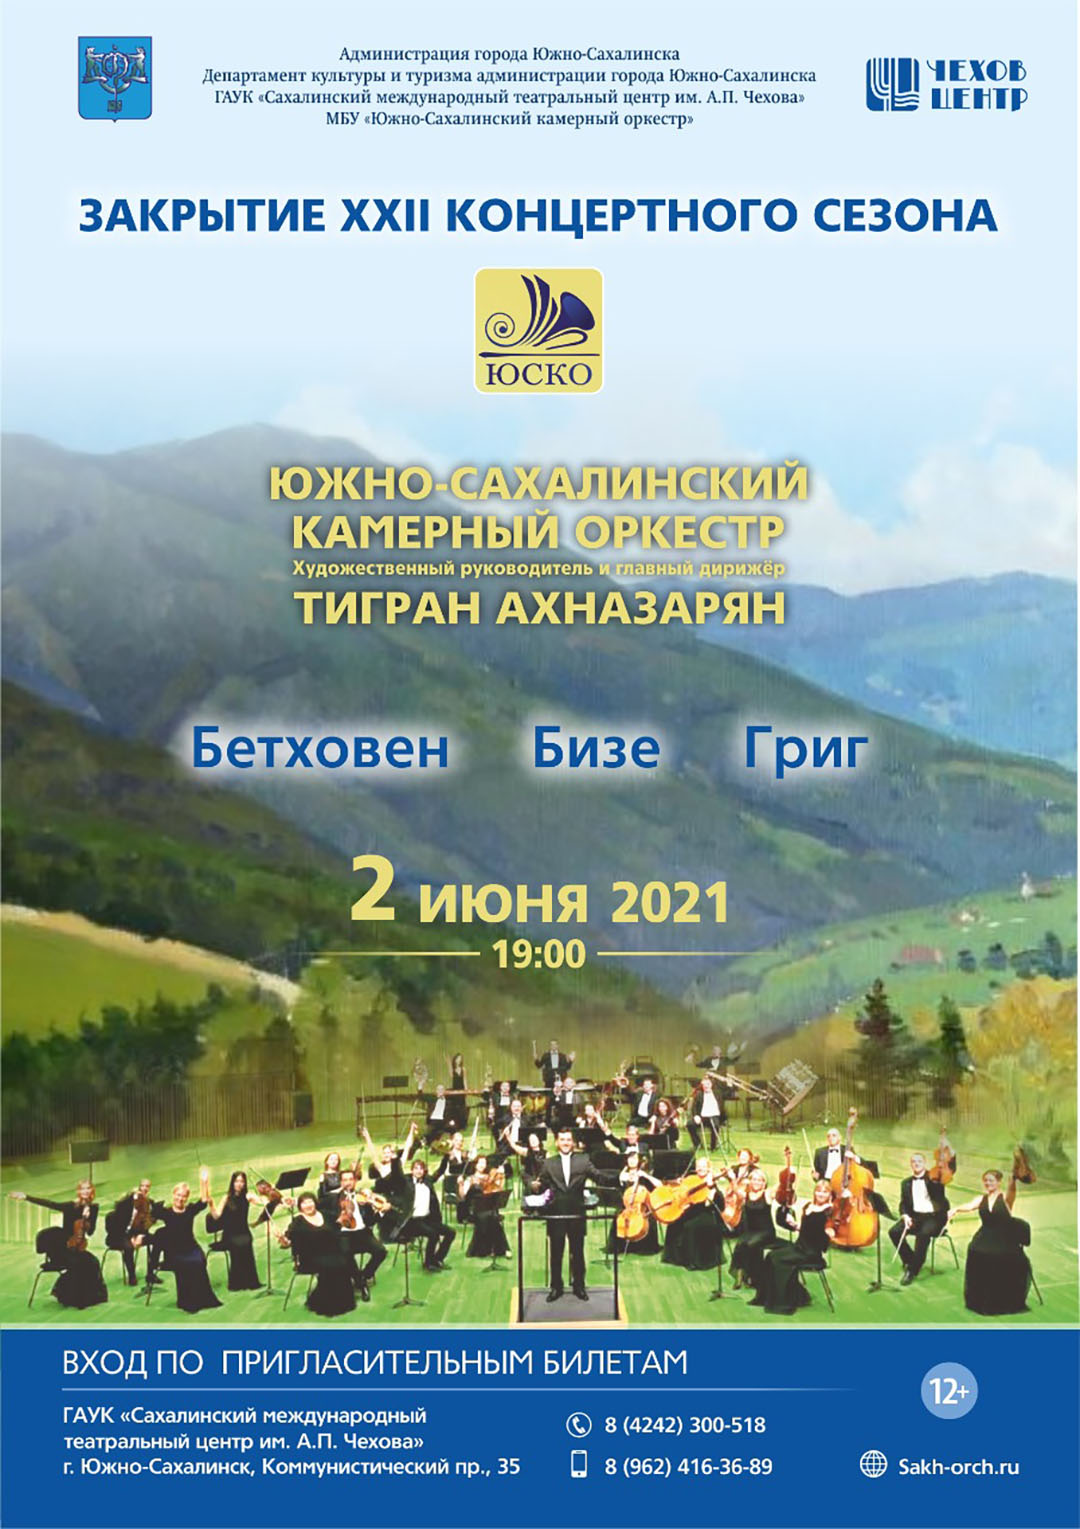 Администрация города Южно-Сахалинска
Департамент культуры и туризма администрации города Южно-Сахалинска
ГАУК «Сахалинский международный театральный центр им. А.П. Чехова»
МБУ «Южно-Сахалинский камерный оркестр»
ЧЕХОВ
ЦЕНТР
ЗАКРЫТИЕ XXII КОНЦЕРТНОГО СЕЗОНА
ЮСКО
ЮЖНО-САХАЛИНСКИЙ
КАМЕРНЫЙ ОРКЕСТР
Художественный руководитель и главный дирижёр
ТИГРАН АХНАЗАРЯН
Бетховен Бизе Григ
2 ИЮНЯ 2021
19:00
ВХОД ПО ПРИГЛАСИТЕЛЬНЫМ БИЛЕТАМ
12+
ГАУК «Сахалинский международный
театральный центр им. А.П. Чехова»
г. Южно-Сахалинск, Коммунистический пр., 35
8 (4242) 300-518
8 (962) 416-36-89
Sakh-orch.ru